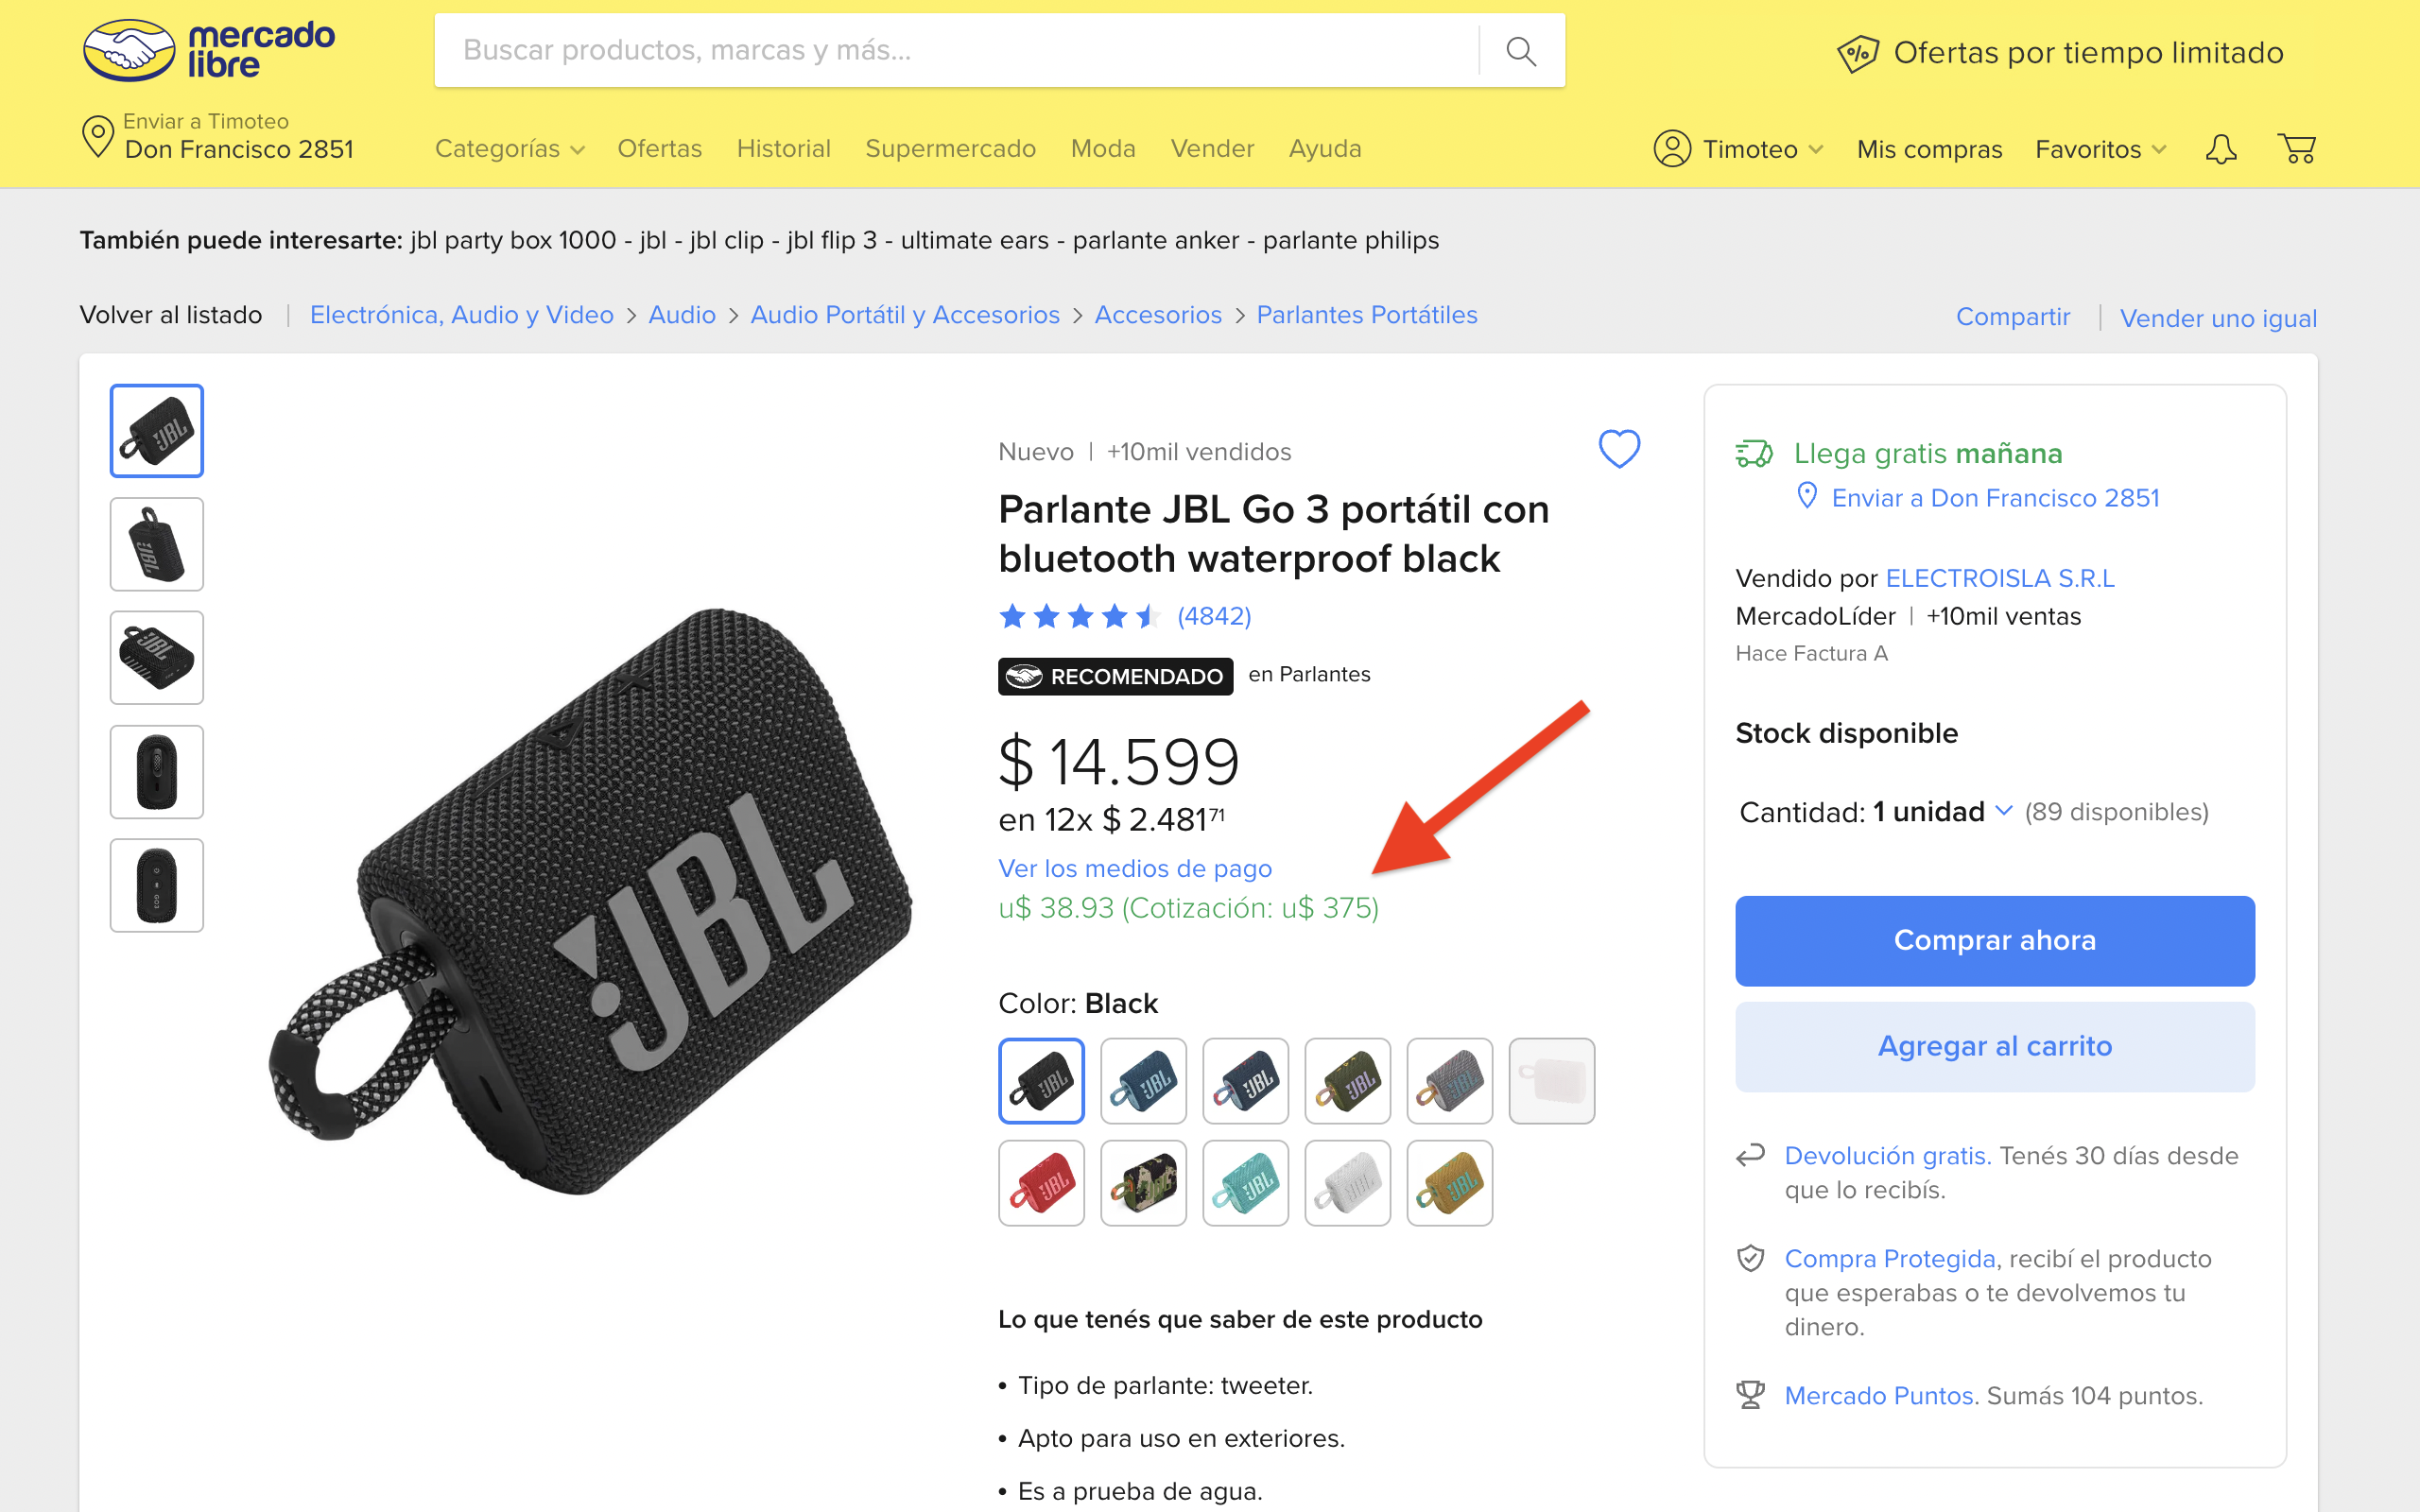 mercado
libre
Buscar productos, marcas y más...
Ofertas por tiempo limitado
Enviar a Timoteo
Don Francisco 2851
Categorías
Ofertas
Historial
Supermercado
Moda
Vender
Ayuda
Timoteo
Mis compras
Favoritos
También puede interesarte: jbl party box 1000 - jbl - jbl clip - jbl flip 3 - ultimate ears - parlante anker - parlante philips
Volver al listado | Electrónica, Audio y Video > Audio > Audio Portátil y Accesorios > Accesorios > Parlantes Portátiles
Compartir | Vender uno igual
JBL
Nuevo | +10mil vendidos
Parlante JBL Go 3 portátil con
bluetooth waterproof black
(4842)
RECOMENDADO en Parlantes
$ 14.599
en 12x $ 2.481 71
Ver los medios de pago
u$ 38.93 (Cotización: u$ 375)
Color: Black
Lo que tenés que saber de este producto
• Tipo de parlante: tweeter.
• Apto para uso en exteriores.
• Es a prueba de agua.
Llega gratis mañana
Enviar a Don Francisco 2851
Vendido por ELECTROISLA S.R.L
MercadoLíder | +10mil ventas
Hace Factura A
Stock disponible
Cantidad: 1 unidad (89 disponibles)
Comprar ahora
Agregar al carrito
Devolución gratis. Tenés 30 días desde
que lo recibís.
Compra Protegida, recibí el producto
que esperabas o te devolvemos tu
dinero.
Mercado Puntos. Sumás 104 puntos.